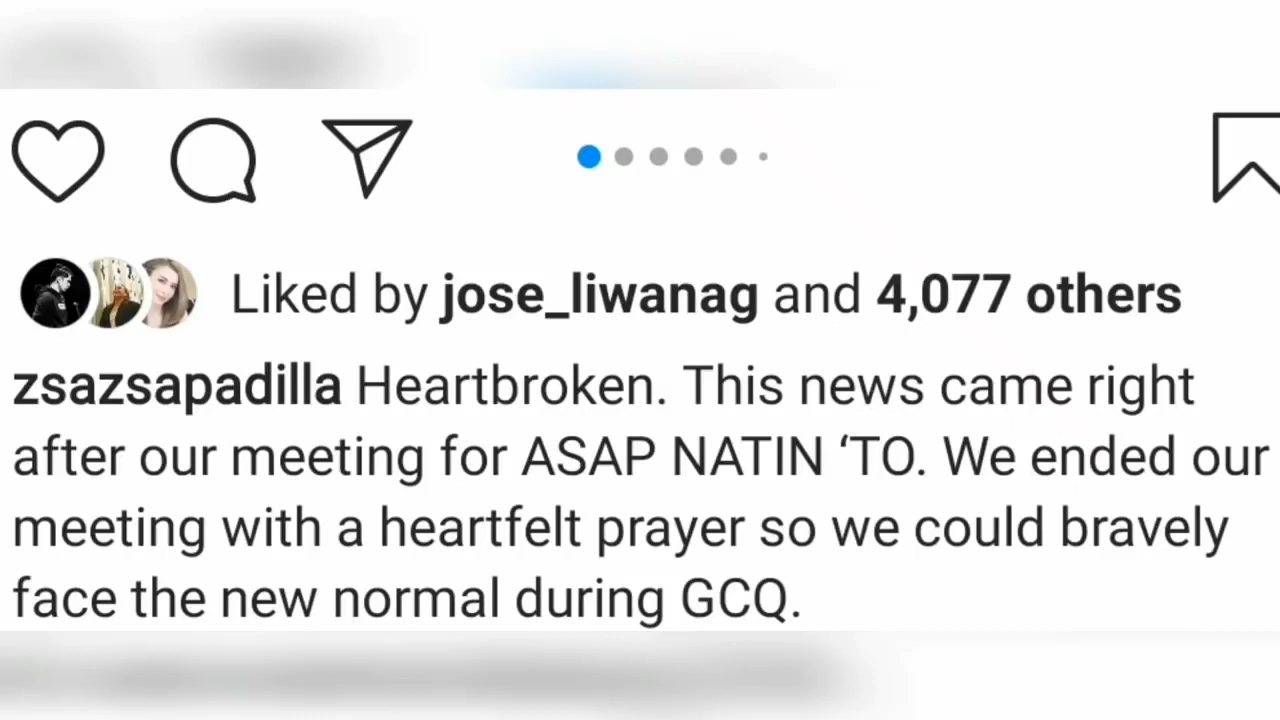 Liked by jose_liwanag and 4,077 others
zsazsapadilla Heartbroken. This news came right
after our meeting for ASAP NATIN ‘TO. We ended our
meeting with a heartfelt prayer so we could bravely
face the new normal during GCQ.